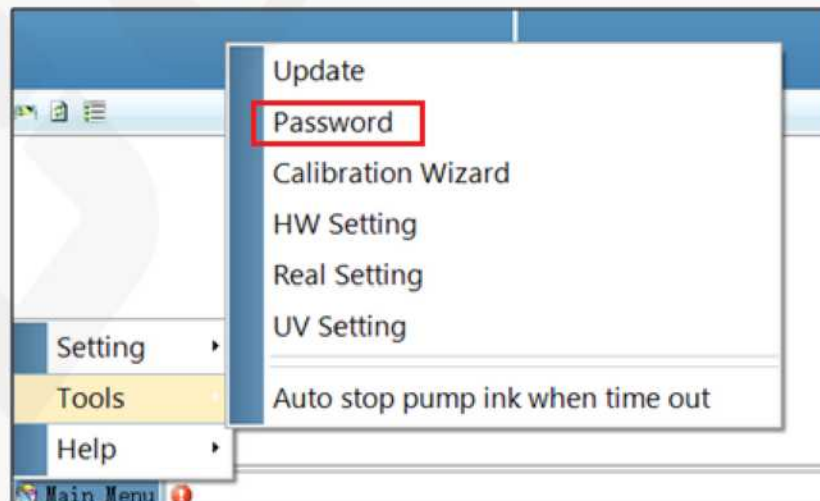 Update
Password
Calibration Wizard
HW Setting
Real Setting
UV Setting
Auto stop pump ink when time out
Setting
Tools
Help
Main Menu